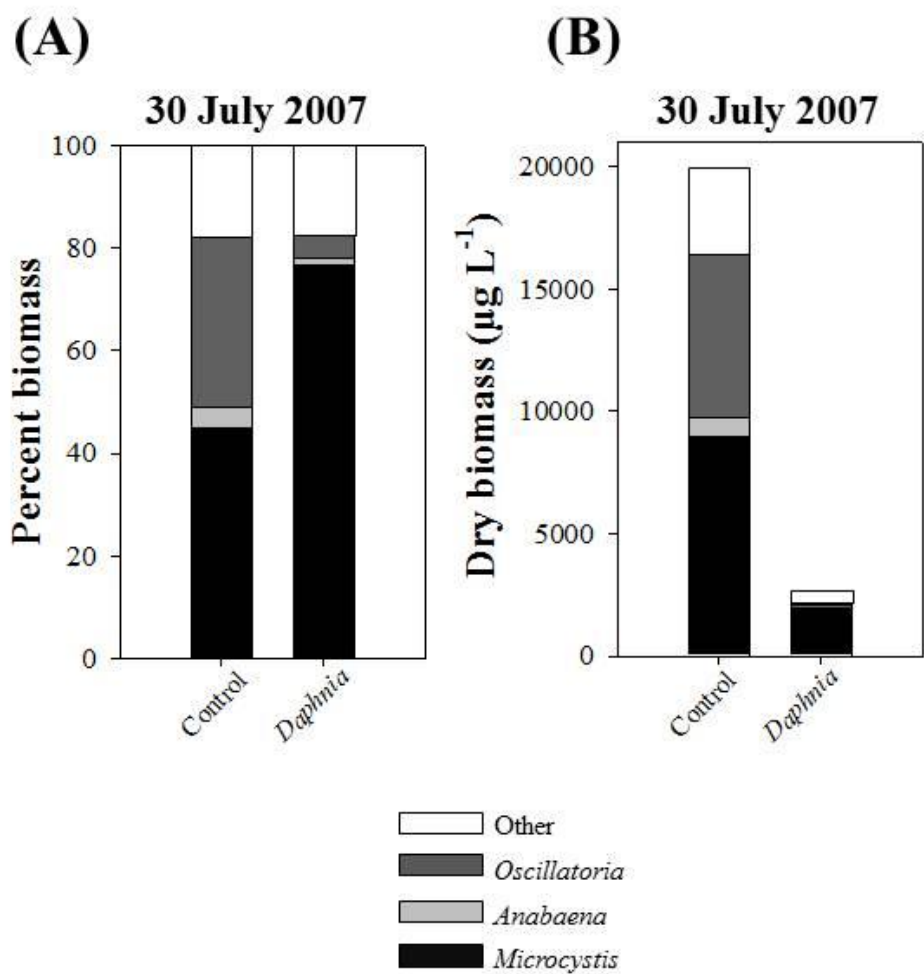 (A)
(B)
30 July 2007
30 July 2007
Percent biomass
100
80
60
40
20
0
Control
Daphnia
Dry biomass (µg L⁻¹)
20000
15000
10000
5000
0
Control
Daphnia
Other
Oscillatoria
Anabaena
Microcystis